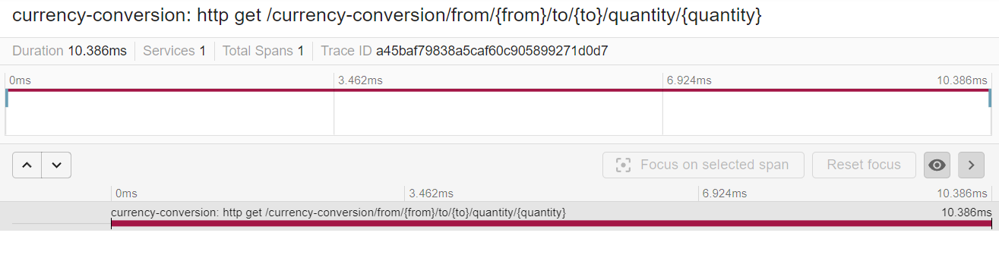 currency-conversion: http get /currency-conversion/from/{from}/to/{to}/quantity/{quantity}
Duration 10.386ms Services 1 Total Spans 1 Trace ID a45baf79838a5caf60c905899271d0d7
0ms 3.462ms 6.924ms 10.386ms
Focus on selected span Reset focus
0ms 3.462ms 6.924ms 10.386ms
currency-conversion: http get /currency-conversion/from/{from}/to/{to}/quantity/{quantity} 10.386ms